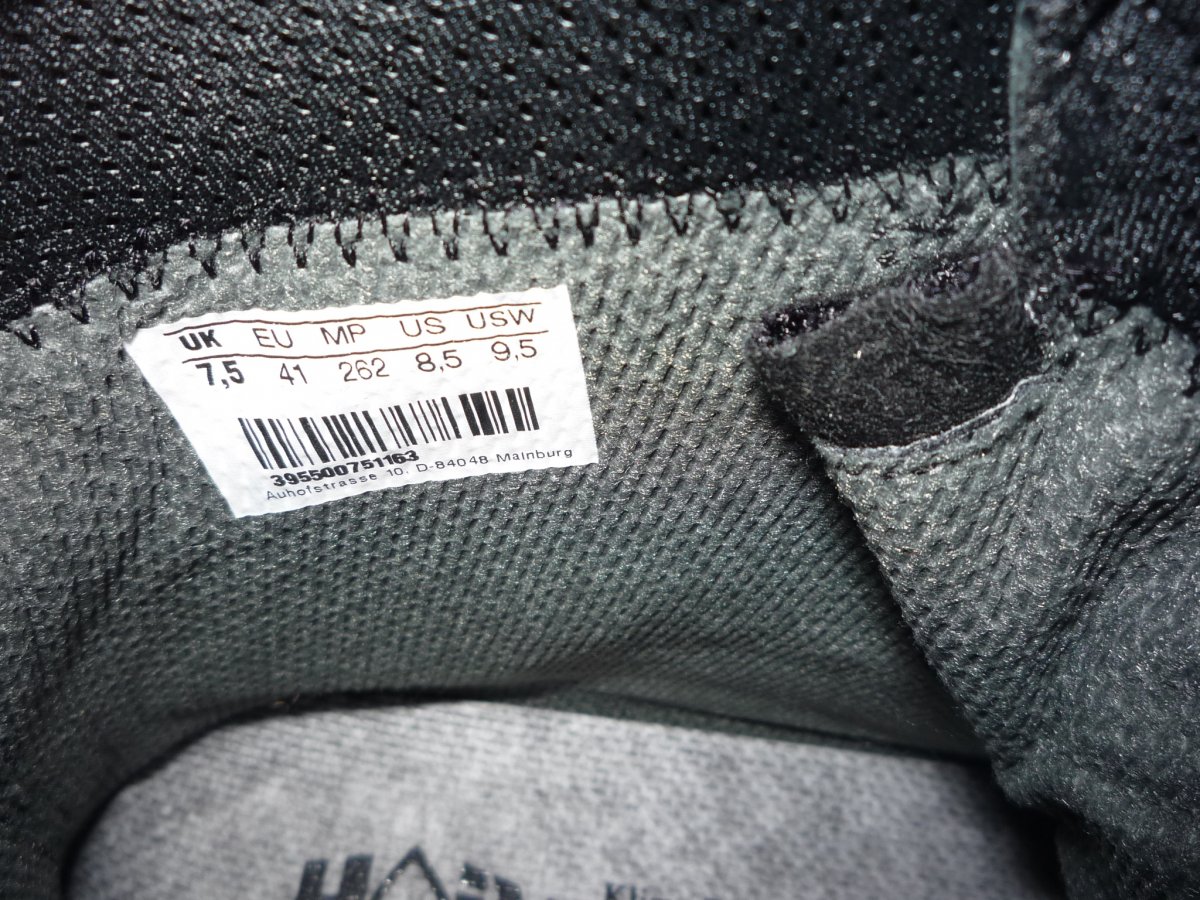 UK EU MP US USW
7,5 41 262 8,5 9,5
395500751163
Auhofstrasse 10, D-84048 Mainburg